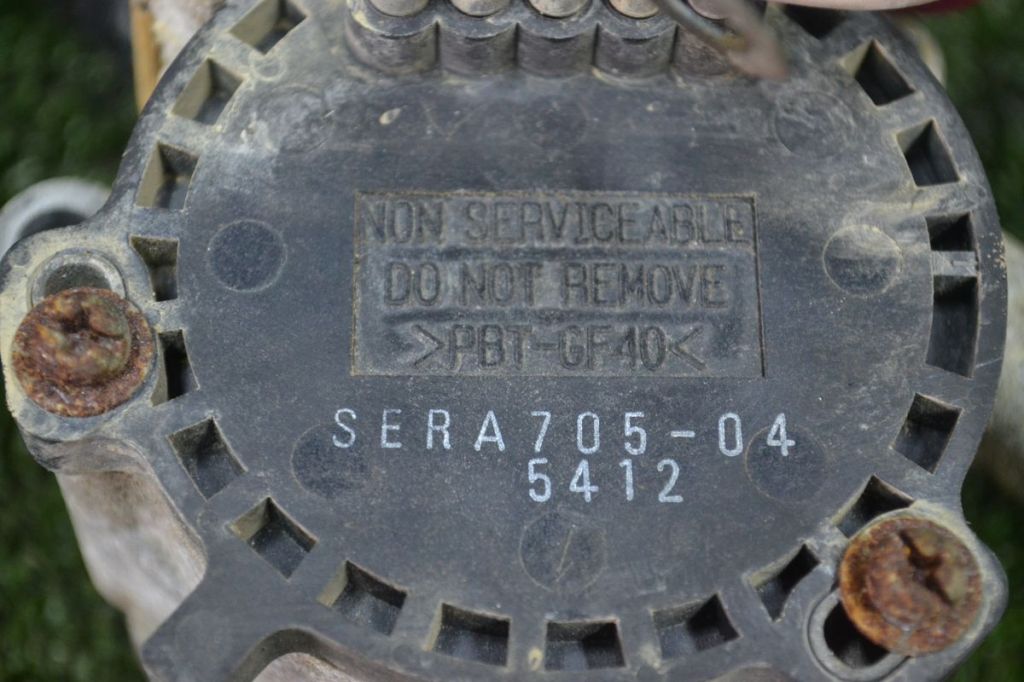 NON SERVICEABLE
DO NOT REMOVE
>PBT-GF40<
SERA705-04
5412